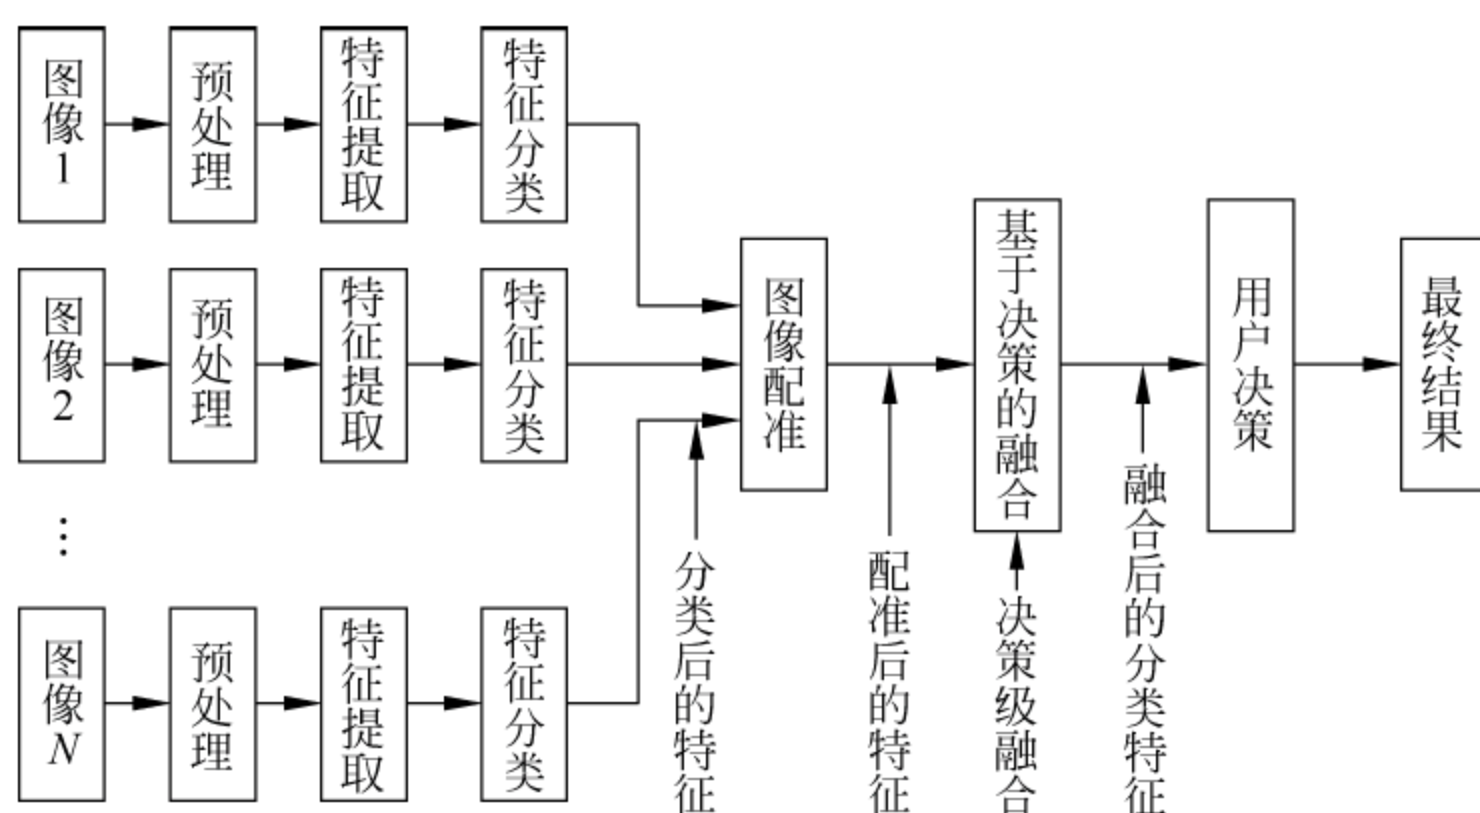 图像1
预处理
特征提取
特征分类
图像2
预处理
特征提取
特征分类
…
图像N
预处理
特征提取
特征分类
图像配准
基于决策的融合
用户决策
最终结果
分类后的特征
配准后的特征
决策级融合
融合后的分类特征